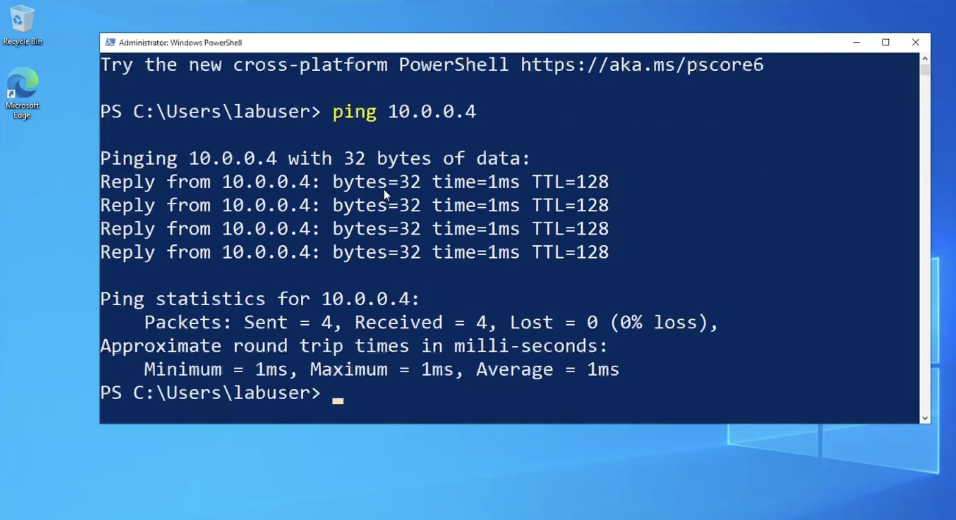 Recycle Bin
Microsoft
Edge
Administrator: Windows PowerShell
Try the new cross-platform PowerShell https://aka.ms/pscore6
PS C:\Users\labuser> ping 10.0.0.4
Pinging 10.0.0.4 with 32 bytes of data:
Reply from 10.0.0.4: bytes=32 time=1ms TTL=128
Reply from 10.0.0.4: bytes=32 time=1ms TTL=128
Reply from 10.0.0.4: bytes=32 time=1ms TTL=128
Reply from 10.0.0.4: bytes=32 time=1ms TTL=128
Ping statistics for 10.0.0.4:
Packets: Sent = 4, Received = 4, Lost = 0 (0% loss),
Approximate round trip times in milli-seconds:
Minimum = 1ms, Maximum = 1ms, Average = 1ms
PS C:\Users\labuser>